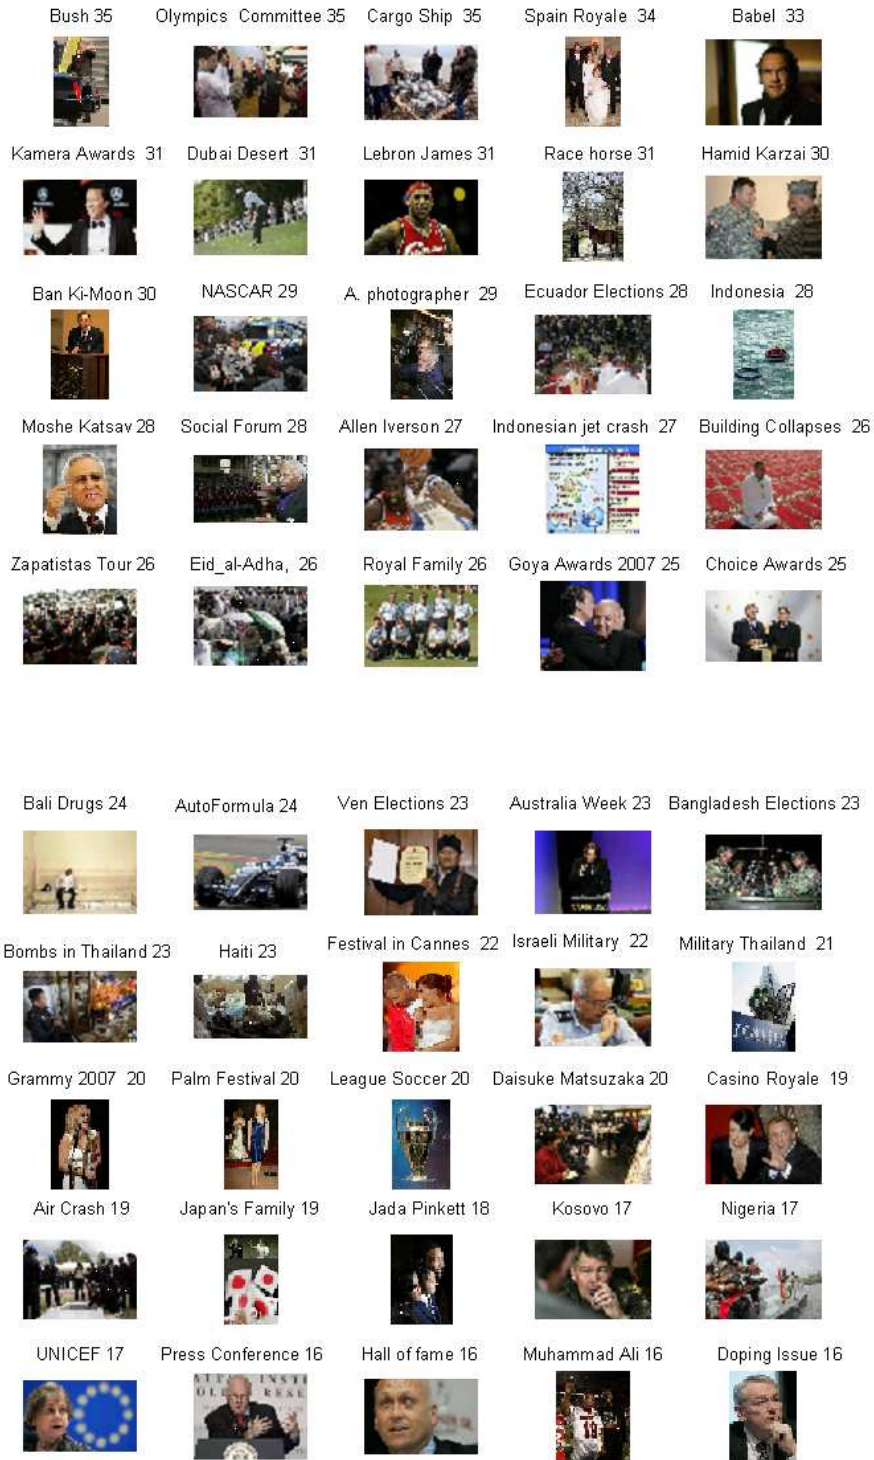 Bush 35 Olympics Committee 35 Cargo Ship 35 Spain Royale 34 Babel 33
Kamera Awards 31 Dubai Desert 31 Lebron James 31 Race horse 31 Hamid Karzai 30
Ban Ki-Moon 30 NASCAR 29 A. photographer 29 Ecuador Elections 28 Indonesia 28
Moshe Katsav 28 Social Forum 28 Allen Iverson 27 Indonesian jet crash 27 Building Collapses 26
Zapatistas Tour 26 Eid_al-Adha, 26 Royal Family 26 Goya Awards 2007 25 Choice Awards 25
Bali Drugs 24 AutoFormula 24 Ven Elections 23 Australia Week 23 Bangladesh Elections 23
Bombs in Thailand 23 Haiti 23 Festival in Cannes 22 Israeli Military 22 Military Thailand 21
Grammy 2007 20 Palm Festival 20 League Soccer 20 Daisuke Matsuzaka 20 Casino Royale 19
Air Crash 19 Japan's Family 19 Jada Pinkett 18 Kosovo 17 Nigeria 17
UNICEF 17 Press Conference 16 Hall of fame 16 Muhammad Ali 16 Doping Issue 16